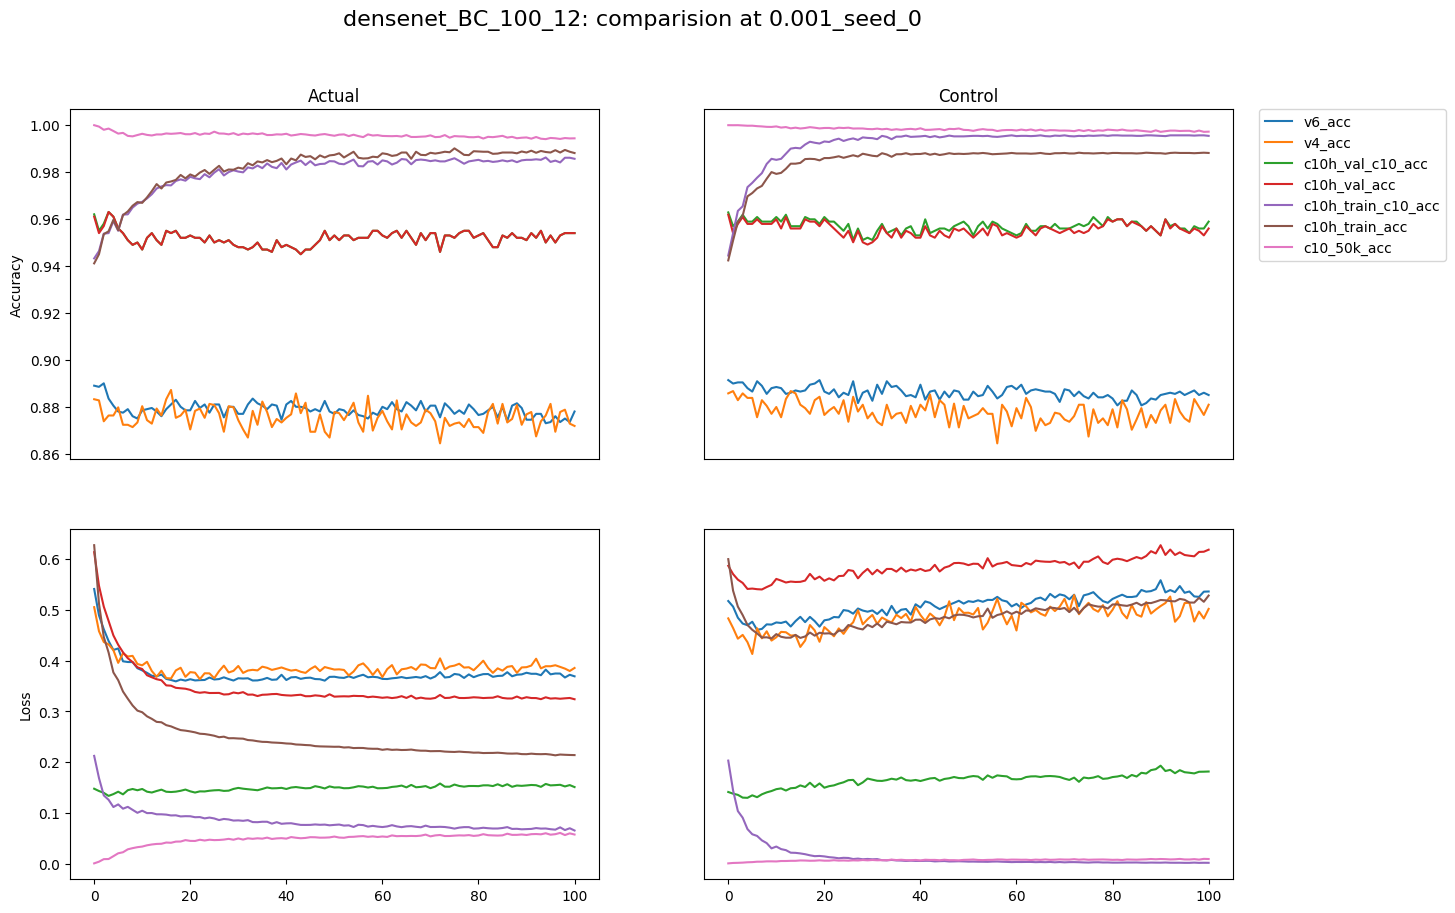 densenet_BC_100_12: comparision at 0.001_seed_0
Actual
Control
Accuracy
1.00
0.98
0.96
0.94
0.92
0.90
0.88
0.86
v6_acc
v4_acc
c10h_val_c10_acc
c10h_val_acc
c10h_train_c10_acc
c10h_train_acc
c10_50k_acc
Loss
0.6
0.5
0.4
0.3
0.2
0.1
0.0
0 20 40 60 80 100
0 20 40 60 80 100